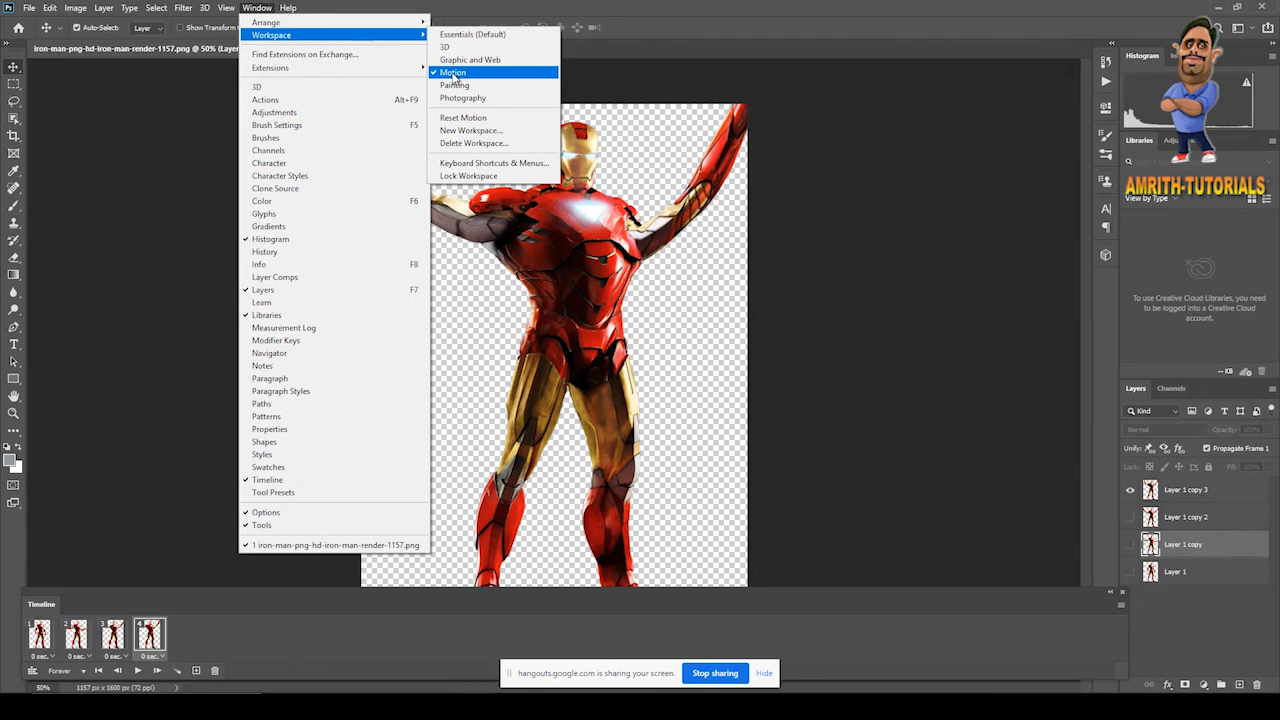 File Edit Image Layer Type Select Filter 3D View Window Help
Auto-Select: Layer Show Transform
iron-man-png-hd-iron-man-render-1157.png @ 50% (Laye
Arrange
Workspace
Find Extensions on Exchange...
Extensions
3D
Actions Alt+F9
Adjustments
Brush Settings F5
Brushes
Channels
Character
Character Styles
Clone Source
Color F6
Glyphs
Gradients
Histogram
History
Info F8
Layer Comps
Layers F7
Learn
Libraries
Measurement Log
Modifier Keys
Navigator
Notes
Paragraph
Paragraph Styles
Paths
Patterns
Properties
Shapes
Styles
Swatches
Timeline
Tool Presets
Options
Tools
1 iron-man-png-hd-iron-man-render-1157.png
Essentials (Default)
3D
Graphic and Web
Motion
Painting
Photography
Reset Motion
New Workspace...
Delete Workspace...
Keyboard Shortcuts & Menus...
Lock Workspace
Histogram
Libraries Adju
AMRITH-TUTORIALS
View by Type
To use Creative Cloud Libraries, you
need to be logged into a Creative Cloud
account.
-- KB
Layers Channels
Kind
Normal Opacity: 100%
Unify: Propagate Frame 1
Lock: Fill: 100%
Layer 1 copy 3
Layer 1 copy 2
Layer 1 copy
Layer 1
Timeline
1 2 3 4
0 sec. 0 sec. 0 sec. 0 sec.
Forever
hangouts.google.com is sharing your screen. Stop sharing Hide
50% 1157 px x 1600 px (72 ppi)